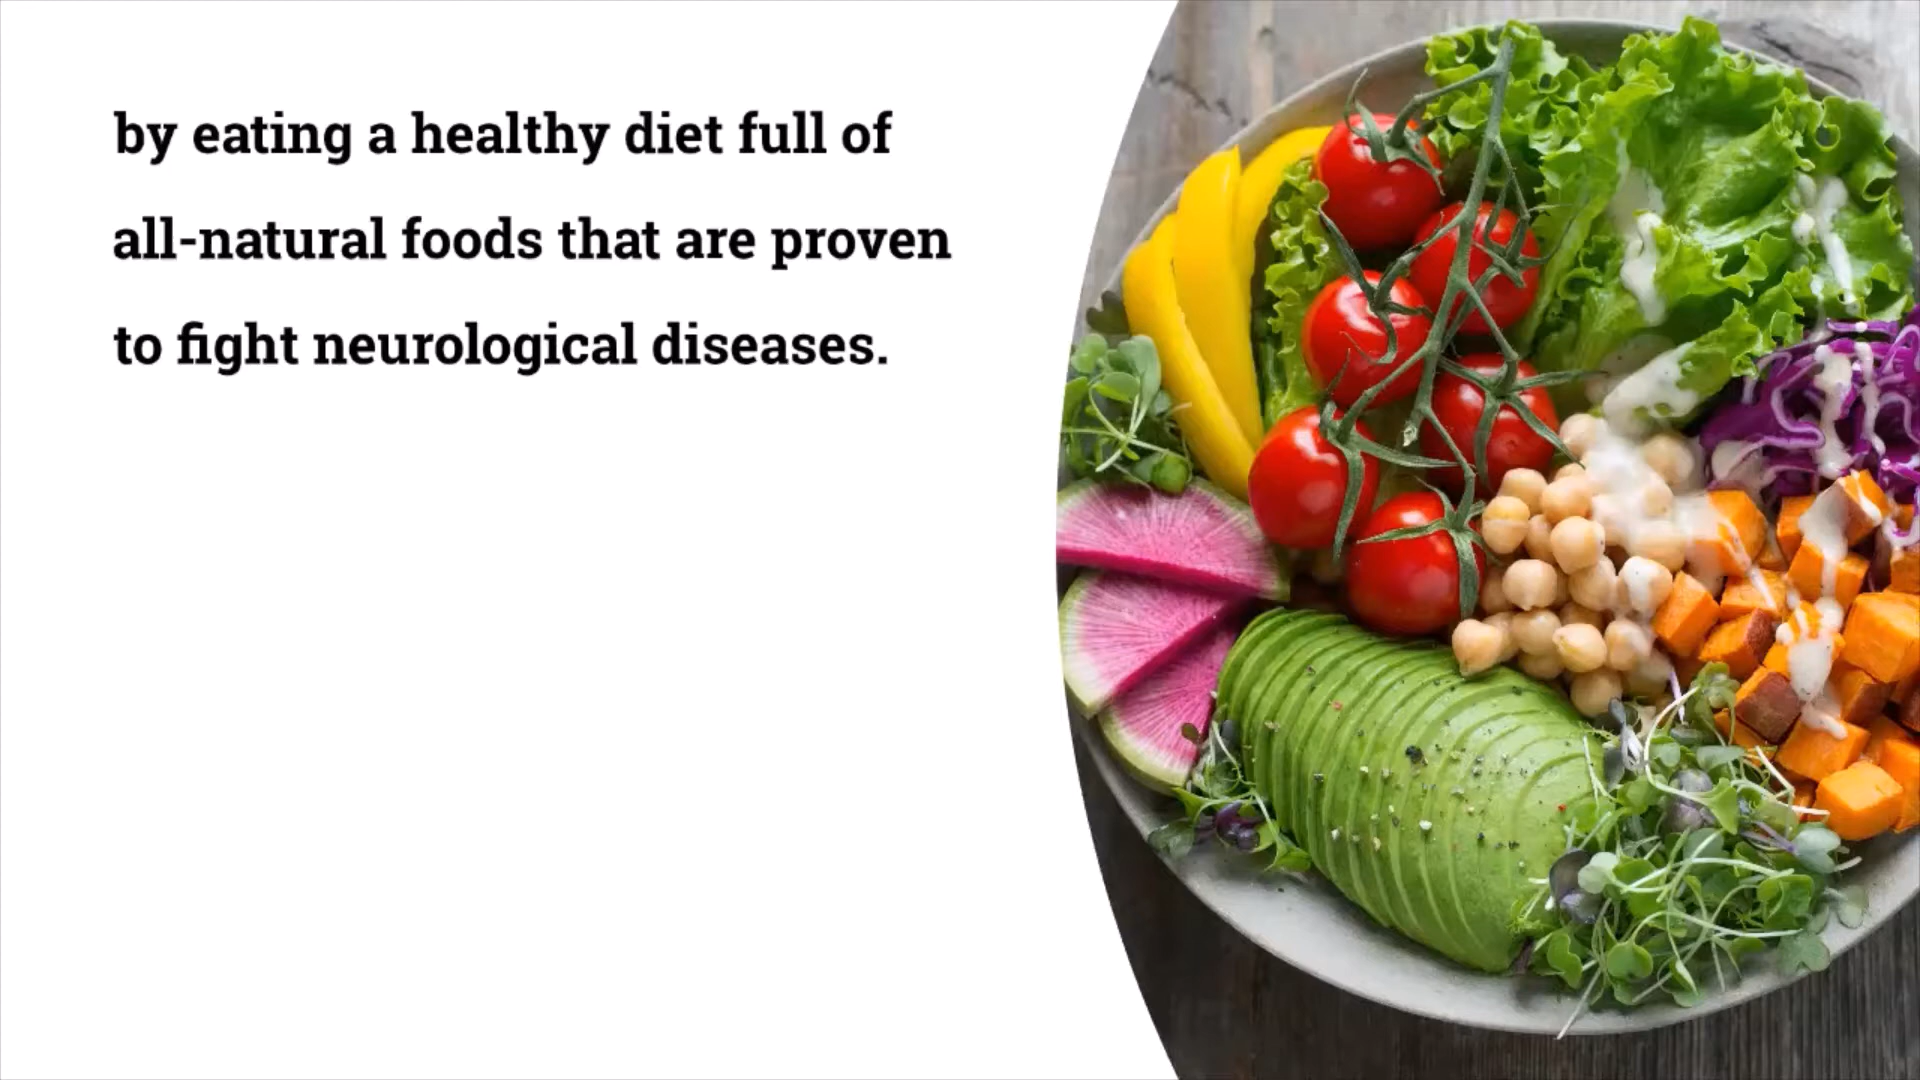 by eating a healthy diet full of
all-natural foods that are proven
to fight neurological diseases.